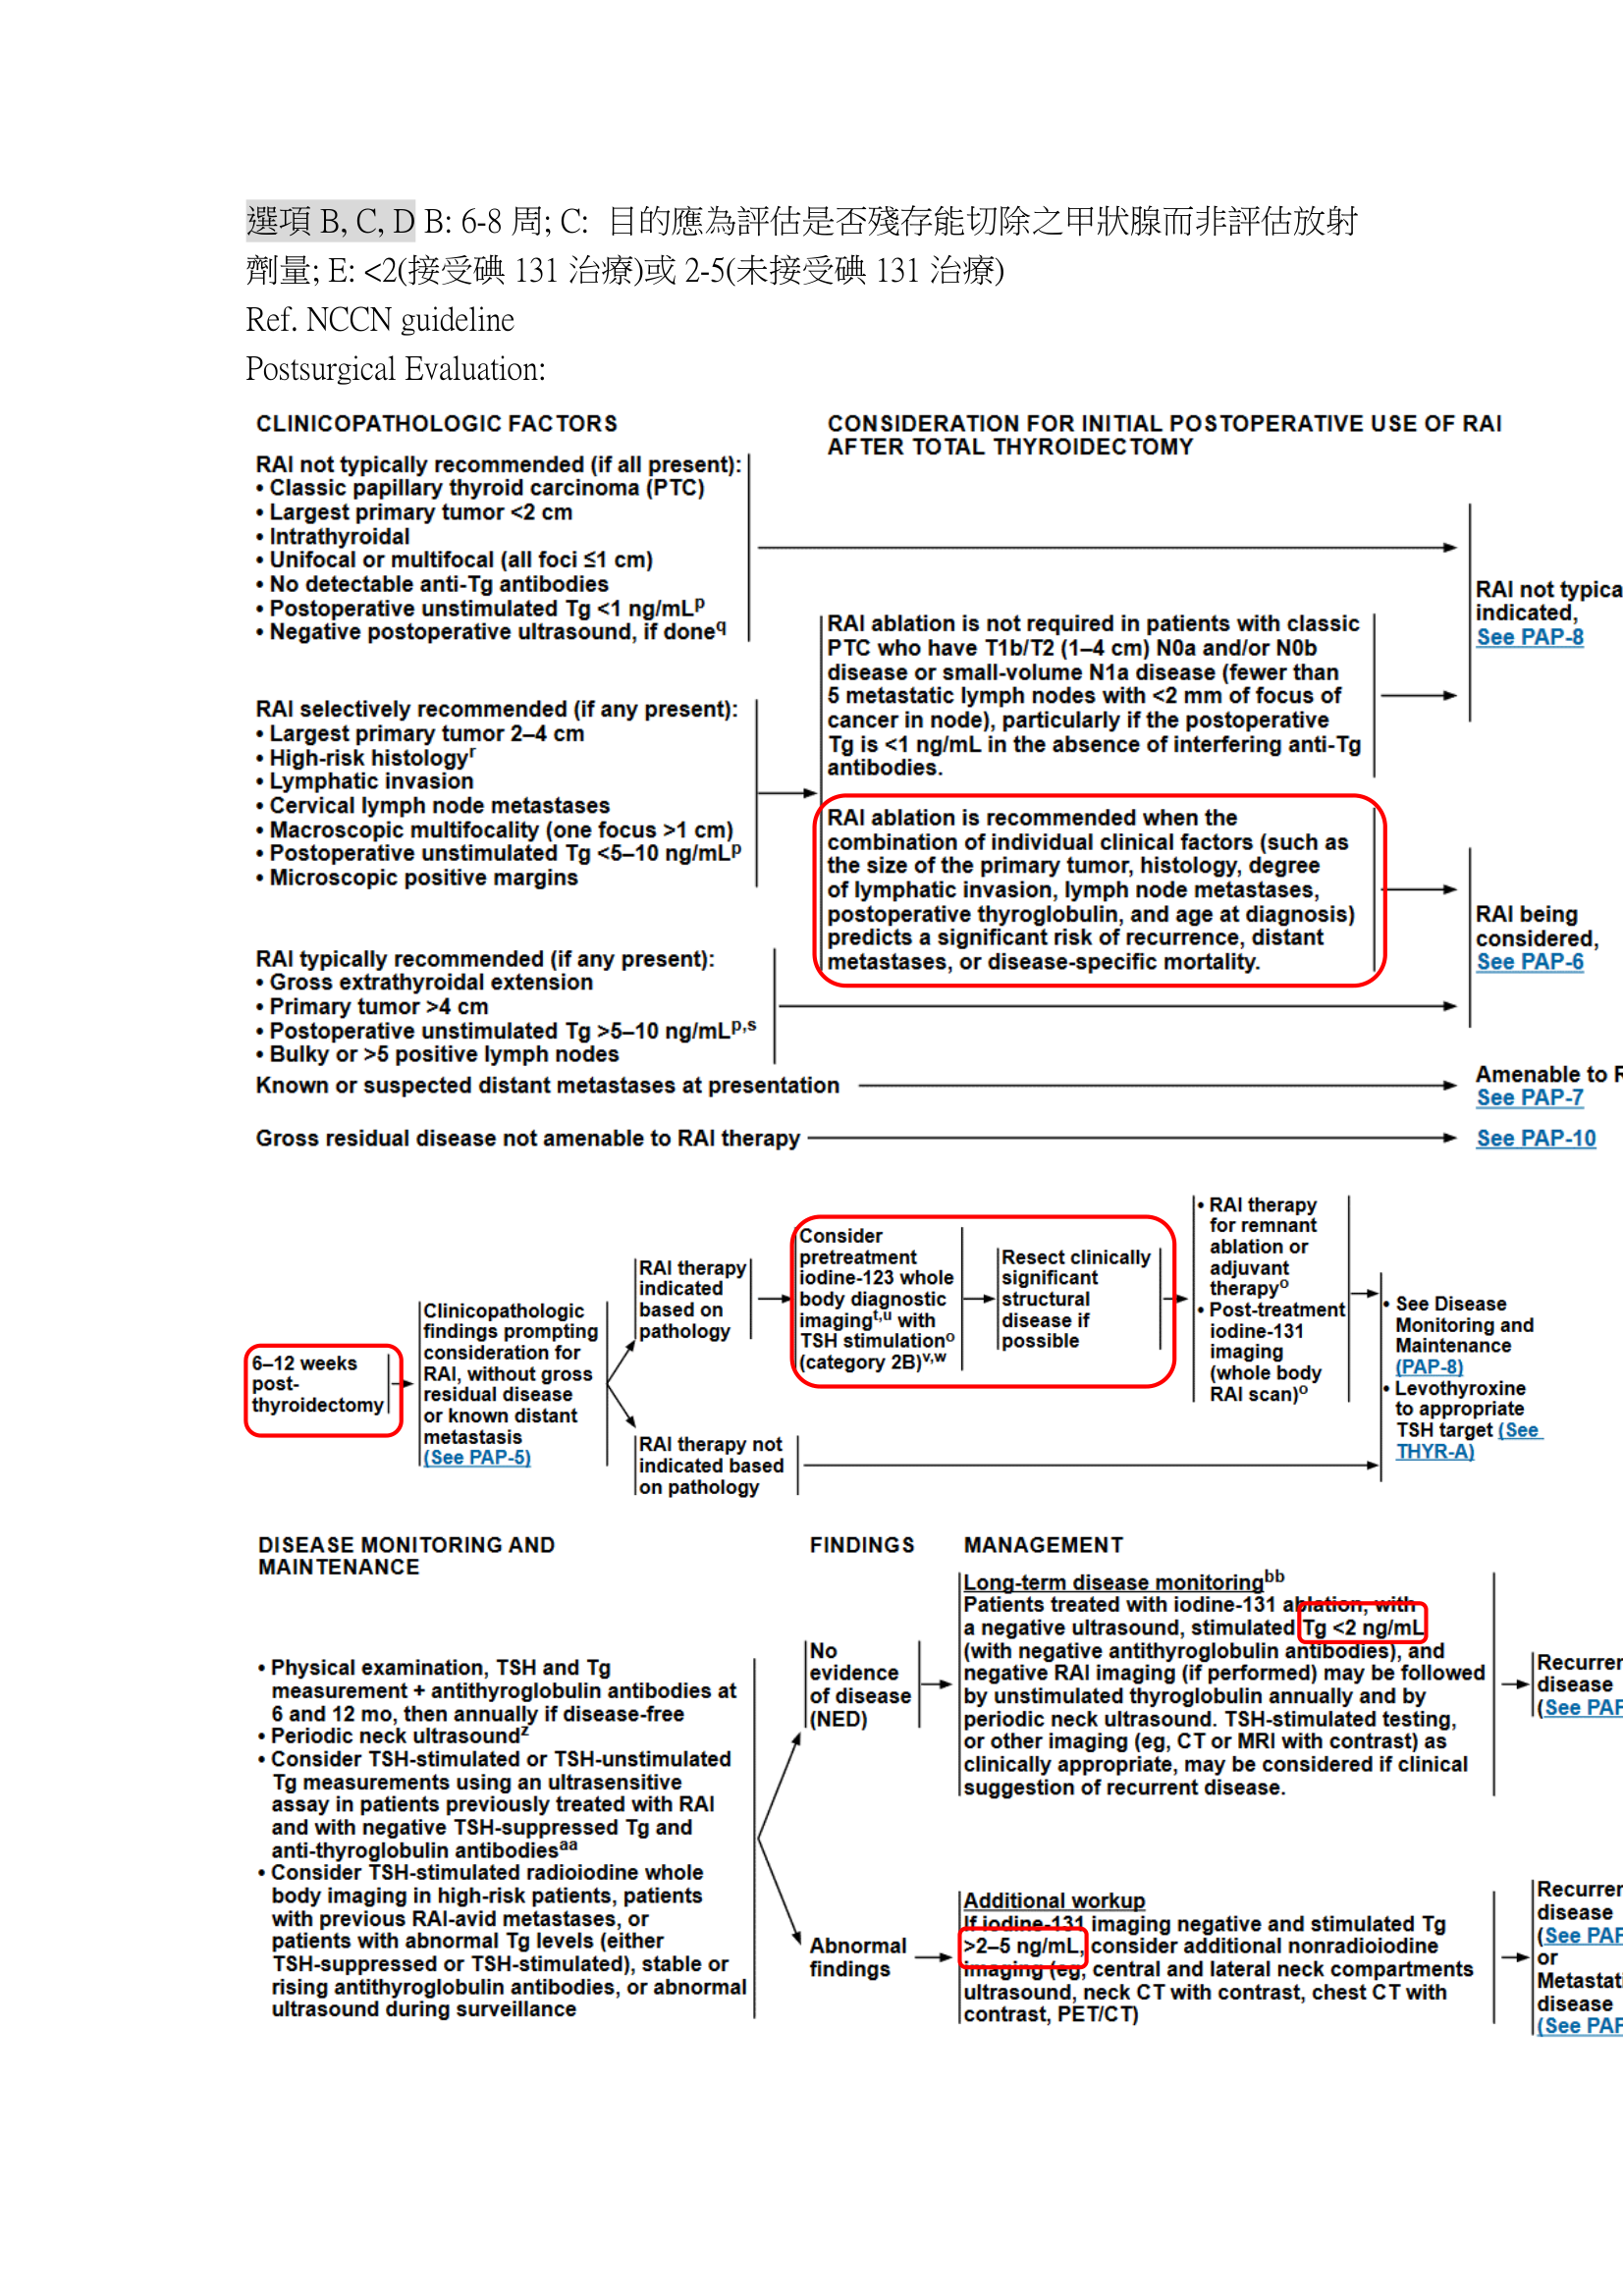 選項 B, C, D B: 6-8 周; C: 目的應為評估是否殘存能切除之甲狀腺而非評估放射
劑量; E: <2(接受碘 131 治療)或 2-5(未接受碘 131 治療)
Ref. NCCN guideline
Postsurgical Evaluation:
CLINICOPATHOLOGIC FACTORS
CONSIDERATION FOR INITIAL POSTOPERATIVE USE OF RAI
AFTER TOTAL THYROIDECTOMY
RAI not typically recommended (if all present):
• Classic papillary thyroid carcinoma (PTC)
• Largest primary tumor <2 cm
• Intrathyroidal
• Unifocal or multifocal (all foci ≤1 cm)
• No detectable anti-Tg antibodies
• Postoperative unstimulated Tg <1 ng/mLp
• Negative postoperative ultrasound, if doneq
RAI selectively recommended (if any present):
• Largest primary tumor 2–4 cm
• High-risk histologyr
• Lymphatic invasion
• Cervical lymph node metastases
• Macroscopic multifocality (one focus >1 cm)
• Postoperative unstimulated Tg <5–10 ng/mLp
• Microscopic positive margins
RAI typically recommended (if any present):
• Gross extrathyroidal extension
• Primary tumor >4 cm
• Postoperative unstimulated Tg >5–10 ng/mLp,s
• Bulky or >5 positive lymph nodes
Known or suspected distant metastases at presentation
Gross residual disease not amenable to RAI therapy
RAI ablation is not required in patients with classic
PTC who have T1b/T2 (1–4 cm) N0a and/or N0b
disease or small-volume N1a disease (fewer than
5 metastatic lymph nodes with <2 mm of focus of
cancer in node), particularly if the postoperative
Tg is <1 ng/mL in the absence of interfering anti-Tg
antibodies.
RAI ablation is recommended when the
combination of individual clinical factors (such as
the size of the primary tumor, histology, degree
of lymphatic invasion, lymph node metastases,
postoperative thyroglobulin, and age at diagnosis)
predicts a significant risk of recurrence, distant
metastases, or disease-specific mortality.
RAI not typica
indicated,
See PAP-8
RAI being
considered,
See PAP-6
Amenable to R
See PAP-7
See PAP-10
6–12 weeks
post-
thyroidectomy
Clinicopathologic
findings prompting
consideration for
RAI, without gross
residual disease
or known distant
metastasis
(See PAP-5)
RAI therapy
indicated
based on
pathology
RAI therapy not
indicated based
on pathology
Consider
pretreatment
iodine-123 whole
body diagnostic
imagingt,u with
TSH stimulationo
(category 2B)v,w
Resect clinically
significant
structural
disease if
possible
• RAI therapy
for remnant
ablation or
adjuvant
therapyo
• Post-treatment
iodine-131
imaging
(whole body
RAI scan)o
• See Disease
Monitoring and
Maintenance
(PAP-8)
• Levothyroxine
to appropriate
TSH target (See
THYR-A)
DISEASE MONITORING AND
MAINTENANCE
FINDINGS
MANAGEMENT
• Physical examination, TSH and Tg
measurement + antithyroglobulin antibodies at
6 and 12 mo, then annually if disease-free
• Periodic neck ultrasoundz
• Consider TSH-stimulated or TSH-unstimulated
Tg measurements using an ultrasensitive
assay in patients previously treated with RAI
and with negative TSH-suppressed Tg and
anti-thyroglobulin antibodiesaa
• Consider TSH-stimulated radioiodine whole
body imaging in high-risk patients, patients
with previous RAI-avid metastases, or
patients with abnormal Tg levels (either
TSH-suppressed or TSH-stimulated), stable or
rising antithyroglobulin antibodies, or abnormal
ultrasound during surveillance
No
evidence
of disease
(NED)
Abnormal
findings
Long-term disease monitoringbb
Patients treated with iodine-131 ablation, with
a negative ultrasound, stimulated Tg <2 ng/mL
(with negative antithyroglobulin antibodies), and
negative RAI imaging (if performed) may be followed
by unstimulated thyroglobulin annually and by
periodic neck ultrasound. TSH-stimulated testing,
or other imaging (eg, CT or MRI with contrast) as
clinically appropriate, may be considered if clinical
suggestion of recurrent disease.
Additional workup
If iodine-131 imaging negative and stimulated Tg
>2–5 ng/mL, consider additional nonradioiodine
imaging (eg, central and lateral neck compartments
ultrasound, neck CT with contrast, chest CT with
contrast, PET/CT)
Recurren
disease
(See PAP
Recurren
disease
(See PAP
or
Metastati
disease
(See PAP